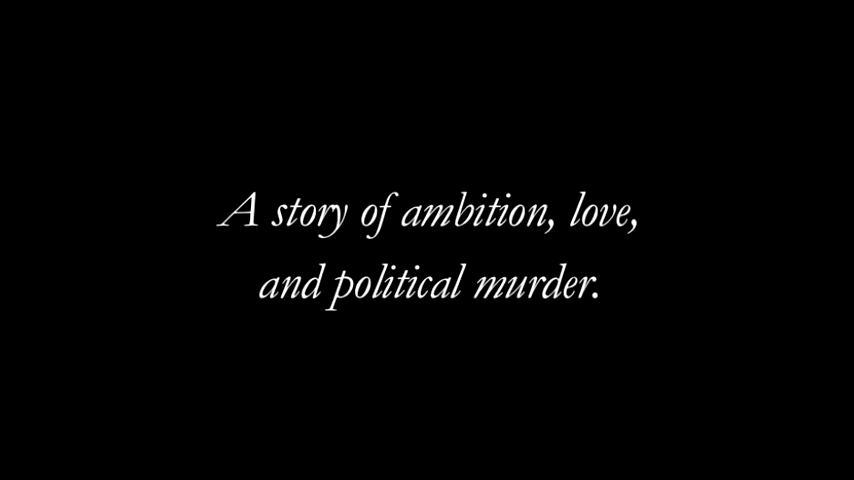 A story of ambition, love,
and political murder.